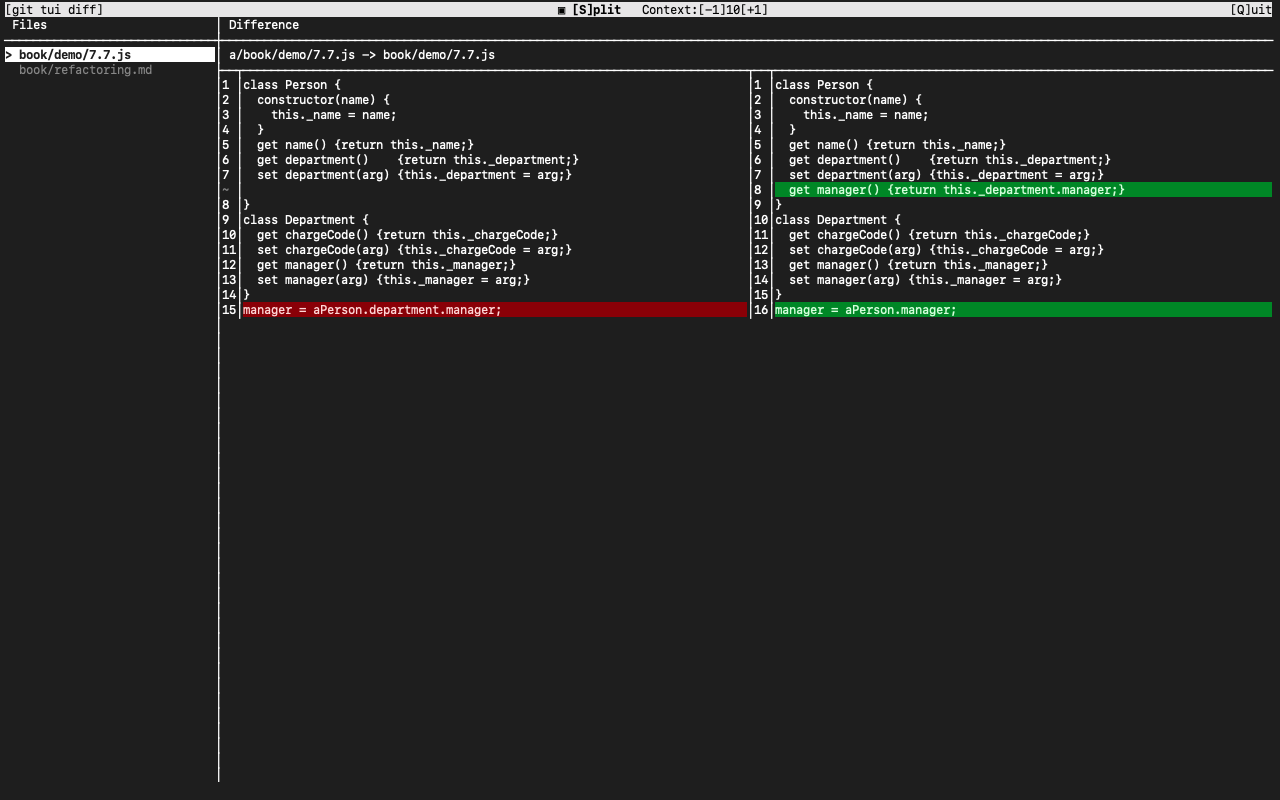 [git tui diff] ▣ [S]plit Context:[-1]10[+1] [Q]uit
Files
> book/demo/7.7.js
book/refactoring.md
Difference
a/book/demo/7.7.js -> book/demo/7.7.js
1 class Person {
2   constructor(name) {
3     this._name = name;
4   }
5   get name() {return this._name;}
6   get department()    {return this._department;}
7   set department(arg) {this._department = arg;}
~
8 }
9 class Department {
10   get chargeCode() {return this._chargeCode;}
11   set chargeCode(arg) {this._chargeCode = arg;}
12   get manager() {return this._manager;}
13   set manager(arg) {this._manager = arg;}
14 }
15 manager = aPerson.department.manager;
1 class Person {
2   constructor(name) {
3     this._name = name;
4   }
5   get name() {return this._name;}
6   get department()    {return this._department;}
7   set department(arg) {this._department = arg;}
8   get manager() {return this._department.manager;}
9 }
10 class Department {
11   get chargeCode() {return this._chargeCode;}
12   set chargeCode(arg) {this._chargeCode = arg;}
13   get manager() {return this._manager;}
14   set manager(arg) {this._manager = arg;}
15 }
16 manager = aPerson.manager;